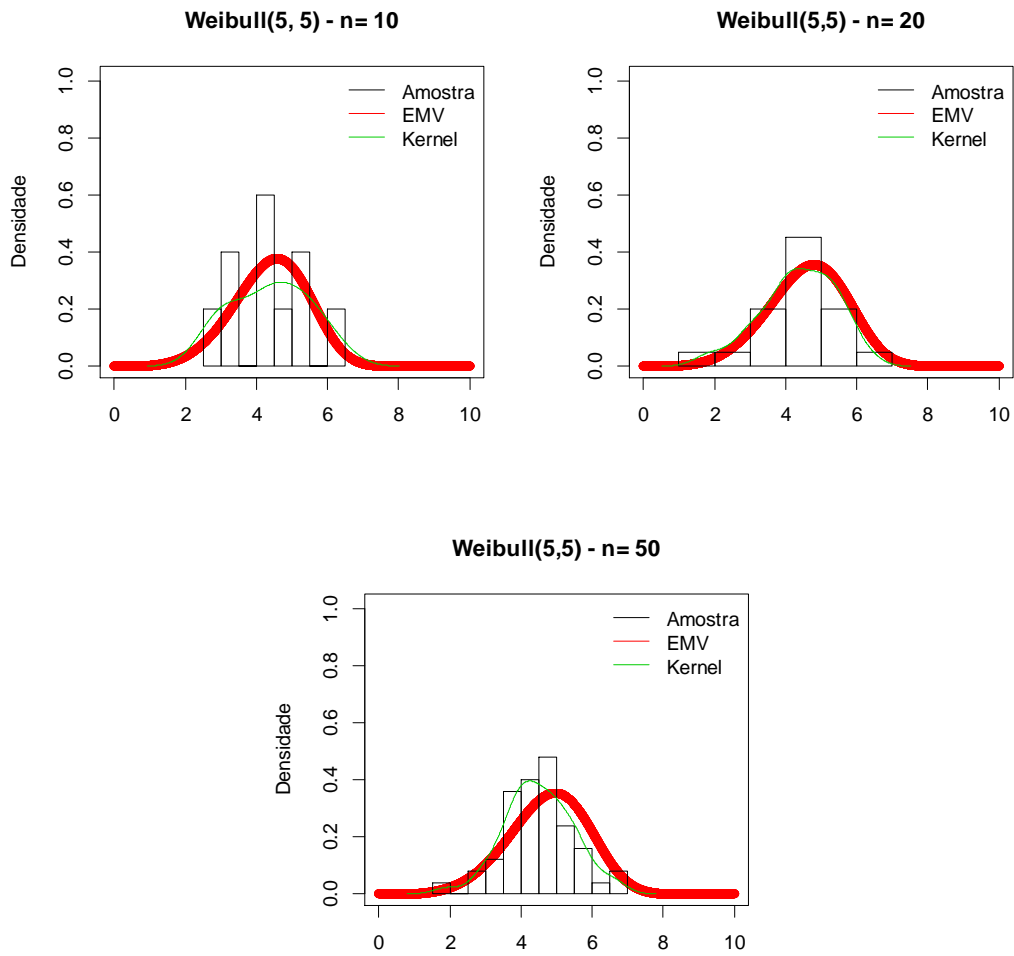 Weibull(5, 5) - n= 10
Densidade
0.0 0.2 0.4 0.6 0.8 1.0
Amostra
EMV
Kernel
0 2 4 6 8 10
Weibull(5,5) - n= 20
Densidade
0.0 0.2 0.4 0.6 0.8 1.0
Amostra
EMV
Kernel
0 2 4 6 8 10
Weibull(5,5) - n= 50
Densidade
0.0 0.2 0.4 0.6 0.8 1.0
Amostra
EMV
Kernel
0 2 4 6 8 10